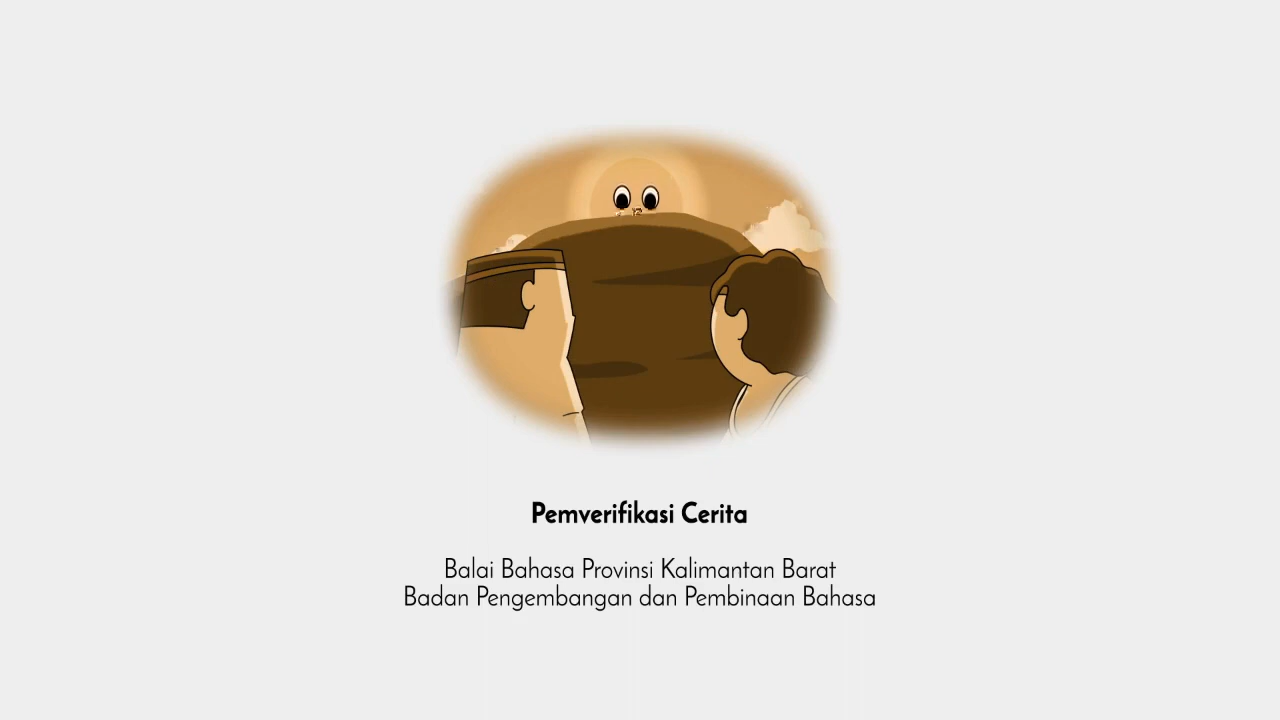 Pemverifikasi Cerita
Balai Bahasa Provinsi Kalimantan Barat
Badan Pengembangan dan Pembinaan Bahasa